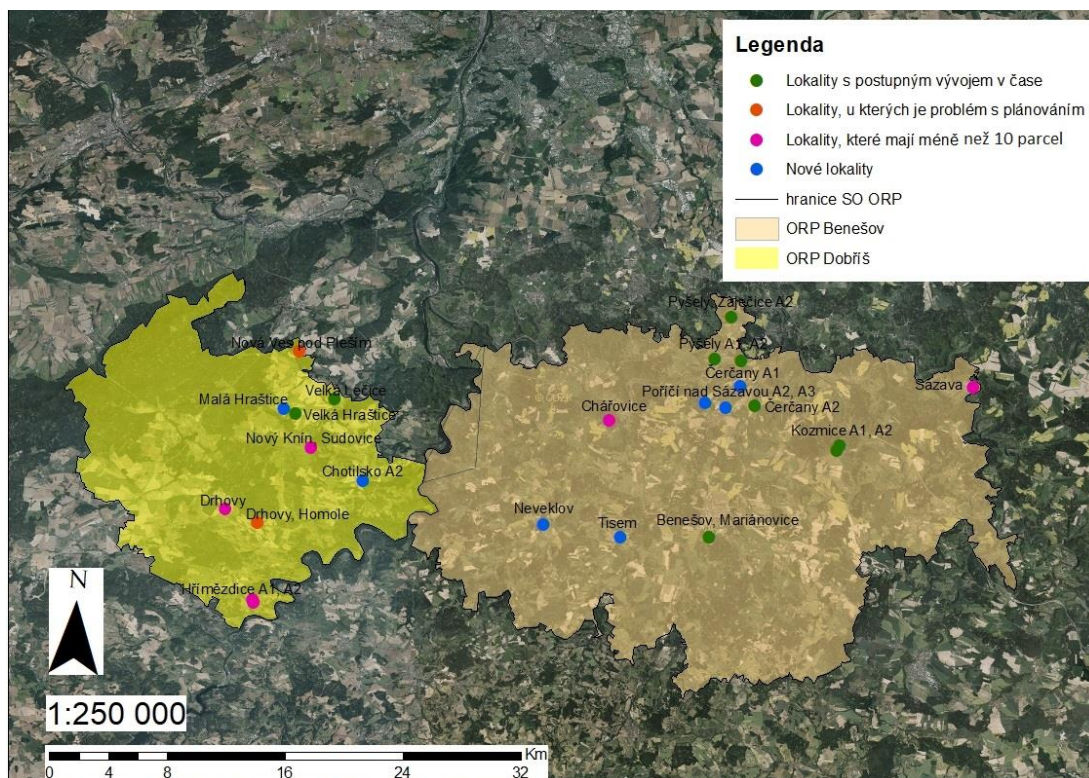 Legenda
Lokality s postupným vývojem v čase
Lokality, u kterých je problém s plánováním
Lokality, které mají méně než 10 parcel
Nové lokality
hranice SO ORP
ORP Benešov
ORP Dobříš
Pyšely, Zaječice A2
Nová Ves pod Pleším
Pyšely A1, A2
Čerčany A1
Velká Lečice
Malá Hraštice
Poříčí nad Sázavou A2, A3
Sázava
Velká Hraštice
Chářovice
Čerčany A2
Nový Knín, Sudovice
Kozmice A1, A2
Chotilsko A2
Drhovy
Drhovy, Homole
Neveklov
Tisem
Benešov, Mariánovice
Hřímězdice A1, A2
N
1:250 000
Km
0 4 8 16 24 32